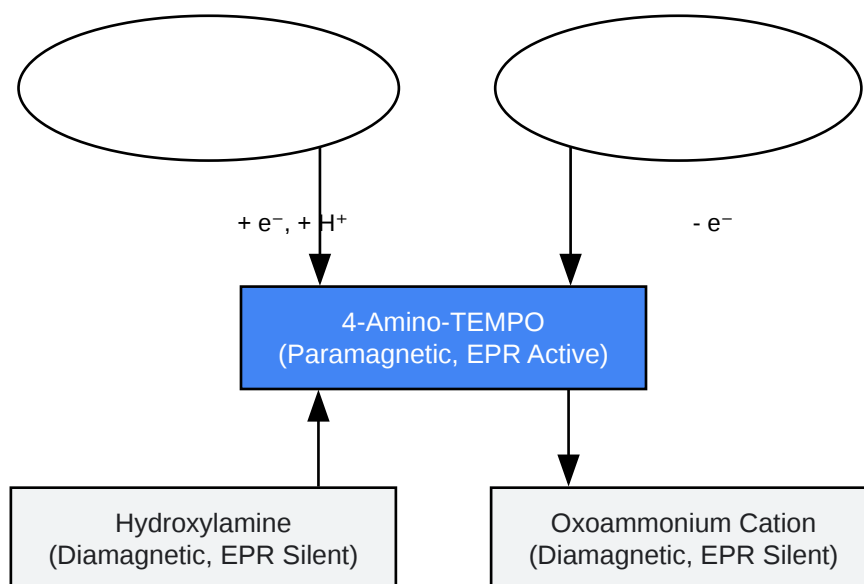 + e⁻, + H⁺
- e⁻
4-Amino-TEMPO
(Paramagnetic, EPR Active)
Hydroxylamine
(Diamagnetic, EPR Silent)
Oxoammonium Cation
(Diamagnetic, EPR Silent)